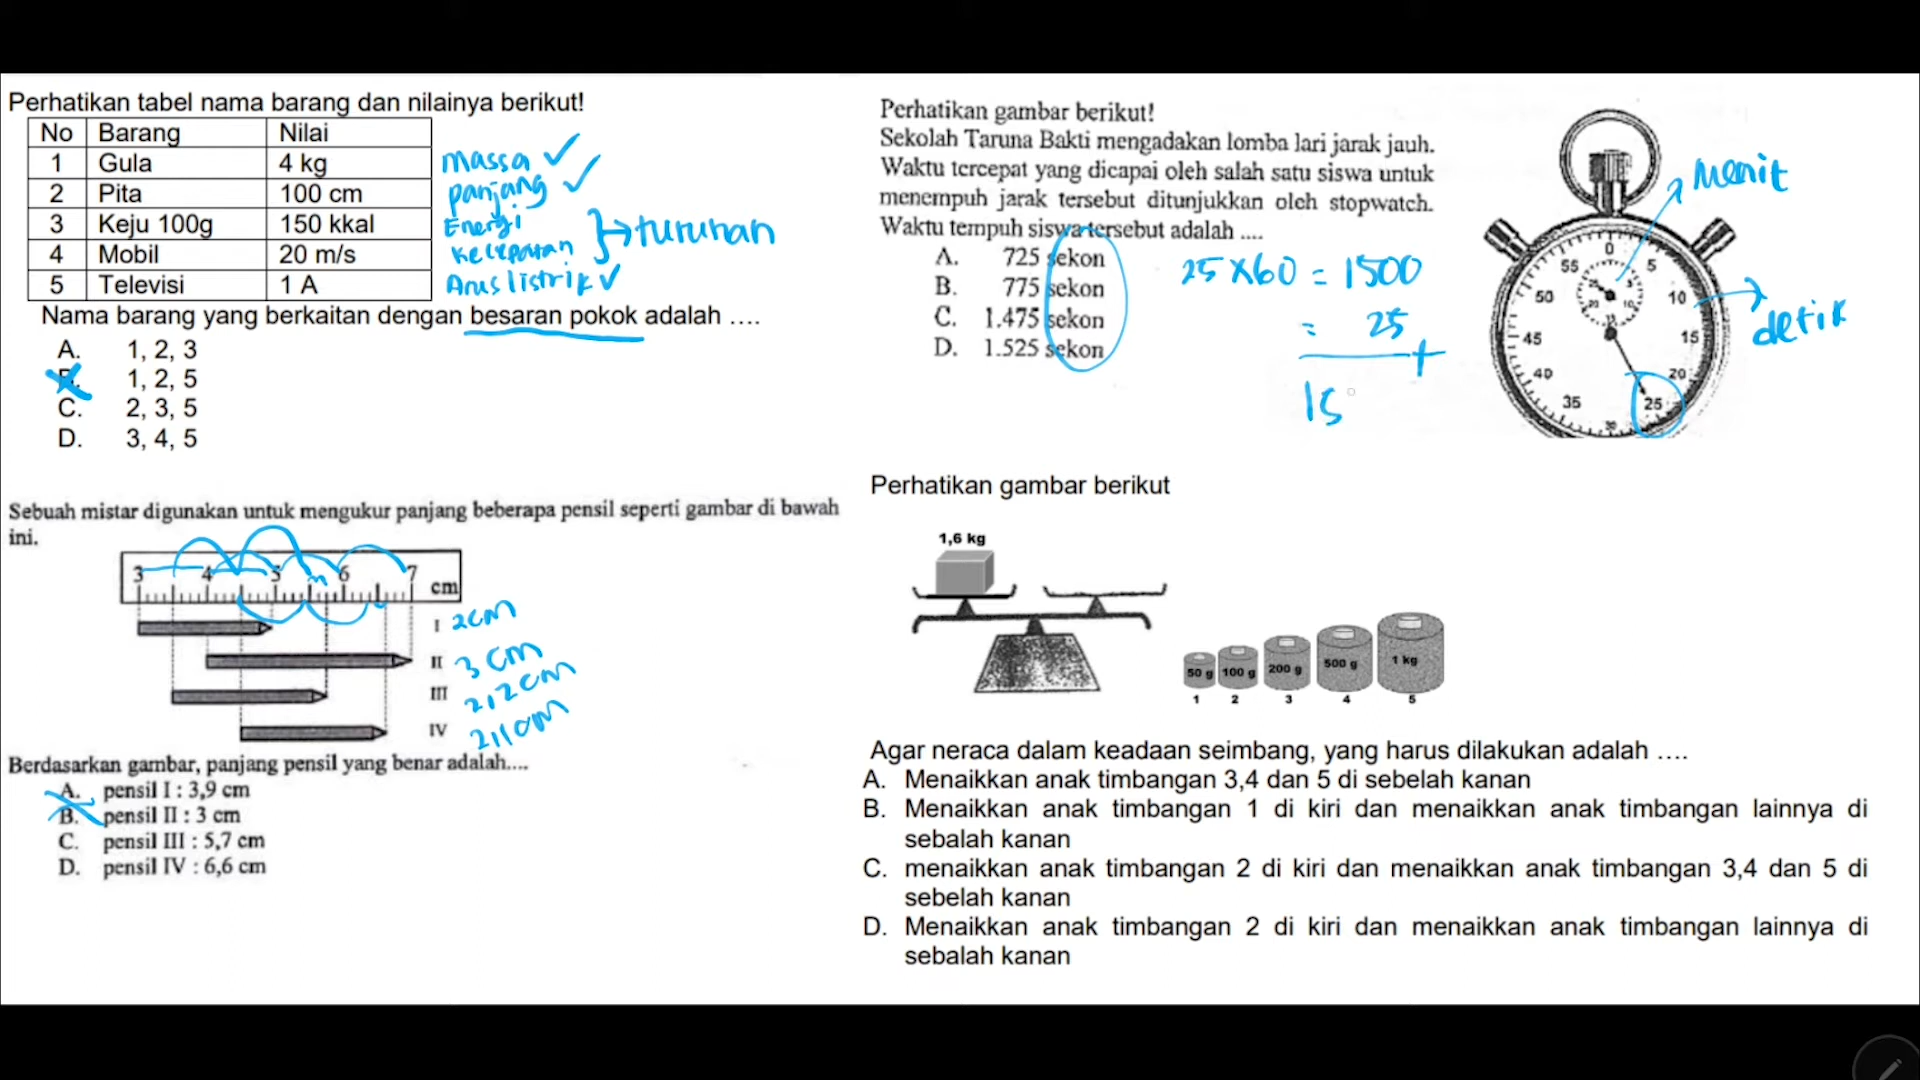 Perhatikan tabel nama barang dan nilainya berikut!
No Barang Nilai
1 Gula 4 kg massa
2 Pita 100 cm panjang
3 Keju 100g 150 kkal Energi
4 Mobil 20 m/s kecepatan
5 Televisi 1 A Arus listrik
turunan
Nama barang yang berkaitan dengan besaran pokok adalah ….
A. 1, 2, 3
B. 1, 2, 5
C. 2, 3, 5
D. 3, 4, 5
Sebuah mistar digunakan untuk mengukur panjang beberapa pensil seperti gambar di bawah
ini.
3 4 5 6 7 cm
I 2cm
II 3 cm
III 2,2cm
IV 2,1cm
Berdasarkan gambar, panjang pensil yang benar adalah....
A. pensil I : 3,9 cm
B. pensil II : 3 cm
C. pensil III : 5,7 cm
D. pensil IV : 6,6 cm
Perhatikan gambar berikut!
Sekolah Taruna Bakti mengadakan lomba lari jarak jauh.
Waktu tercepat yang dicapai oleh salah satu siswa untuk
menempuh jarak tersebut ditunjukkan oleh stopwatch.
Waktu tempuh siswa tersebut adalah ....
A. 725 sekon
B. 775 sekon
C. 1.475 sekon
D. 1.525 sekon
25 x 60 = 1500
= 25 +
15
Menit
detik
0
55 5
50 10
45 15
40 20
35 25
30
Perhatikan gambar berikut
1,6 kg
50 g 100 g 200 g 500 g 1 kg
1 2 3 4 5
Agar neraca dalam keadaan seimbang, yang harus dilakukan adalah ….
A. Menaikkan anak timbangan 3,4 dan 5 di sebelah kanan
B. Menaikkan anak timbangan 1 di kiri dan menaikkan anak timbangan lainnya di
sebalah kanan
C. menaikkan anak timbangan 2 di kiri dan menaikkan anak timbangan 3,4 dan 5 di
sebelah kanan
D. Menaikkan anak timbangan 2 di kiri dan menaikkan anak timbangan lainnya di
sebalah kanan